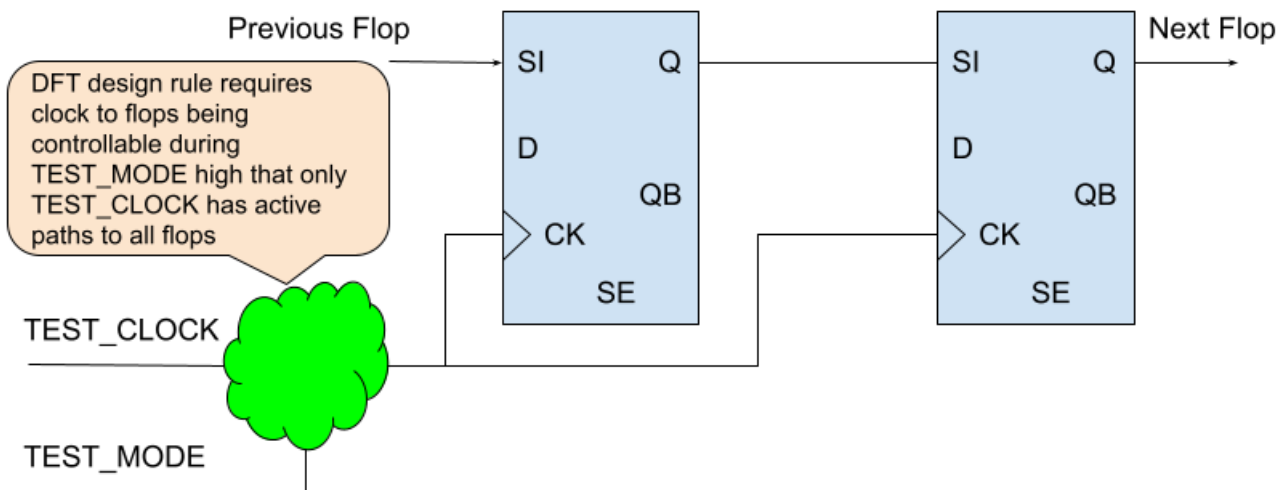 Previous Flop
Next Flop
DFT design rule requires
clock to flops being
controllable during
TEST_MODE high that only
TEST_CLOCK has active
paths to all flops
SI
Q
D
QB
CK
SE
SI
Q
D
QB
CK
SE
TEST_CLOCK
TEST_MODE